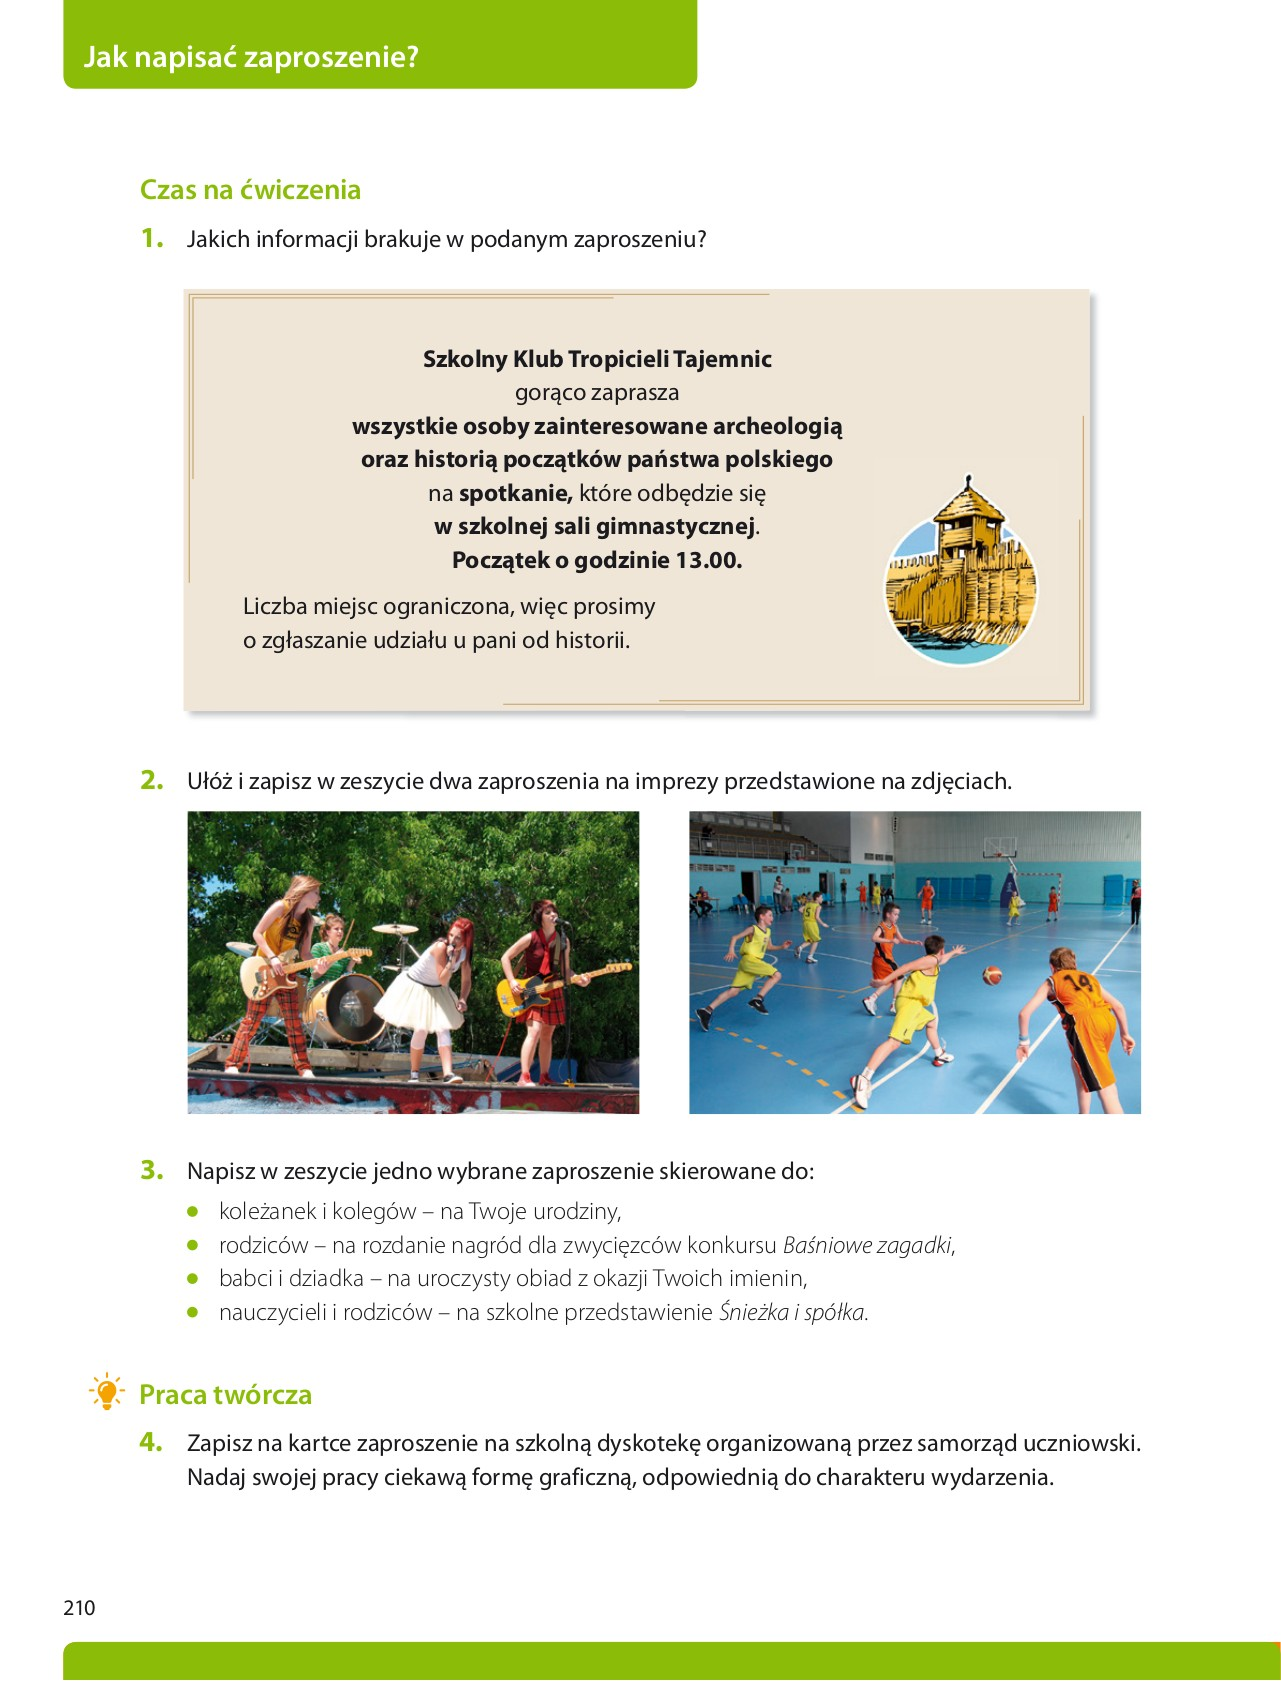 Jak napisać zaproszenie?
Czas na ćwiczenia
1. Jakich informacji brakuje w podanym zaproszeniu?
Szkolny Klub Tropicieli Tajemnic
gorąco zaprasza
wszystkie osoby zainteresowane archeologią
oraz historią początków państwa polskiego
na spotkanie, które odbędzie się
w szkolnej sali gimnastycznej.
Początek o godzinie 13.00.
Liczba miejsc ograniczona, więc prosimy
o zgłaszanie udziału u pani od historii.
2. Ułóż i zapisz w zeszycie dwa zaproszenia na imprezy przedstawione na zdjęciach.
14
3. Napisz w zeszycie jedno wybrane zaproszenie skierowane do:
● koleżanek i kolegów – na Twoje urodziny,
● rodziców – na rozdanie nagród dla zwycięzców konkursu Baśniowe zagadki,
● babci i dziadka – na uroczysty obiad z okazji Twoich imienin,
● nauczycieli i rodziców – na szkolne przedstawienie Śnieżka i spółka.
Praca twórcza
4. Zapisz na kartce zaproszenie na szkolną dyskotekę organizowaną przez samorząd uczniowski.
Nadaj swojej pracy ciekawą formę graficzną, odpowiednią do charakteru wydarzenia.
210